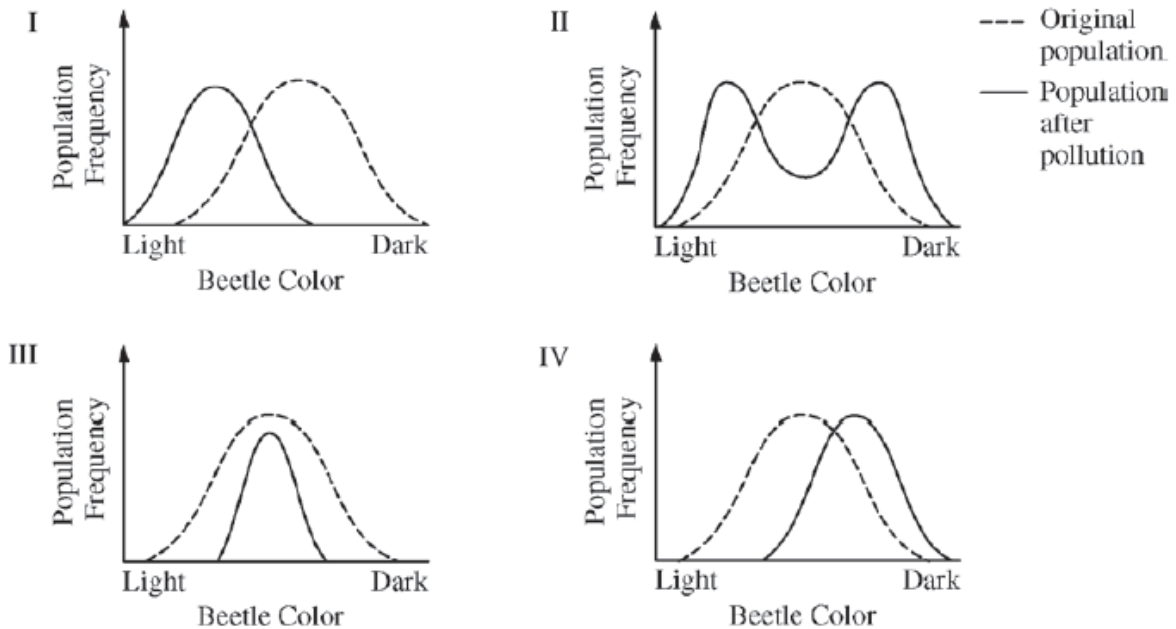 I
Population
Frequency
Light
Dark
Beetle Color
II
Population
Frequency
Light
Dark
Beetle Color
Original
population
Population
after
pollution
III
Population
Frequency
Light
Dark
Beetle Color
IV
Population
Frequency
Light
Dark
Beetle Color